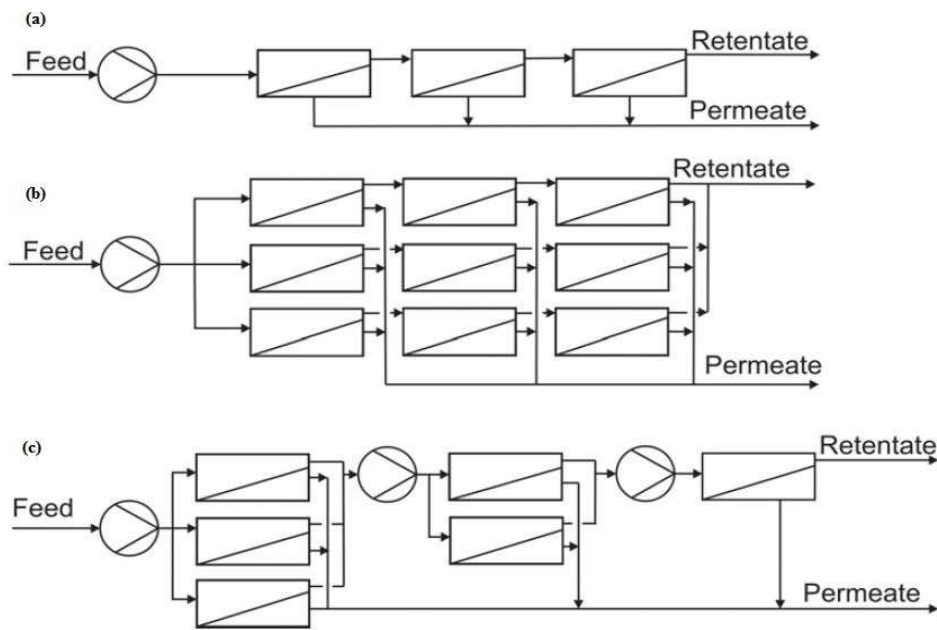 (a)
Feed
Retentate
Permeate
(b)
Feed
Retentate
Permeate
(c)
Feed
Retentate
Permeate